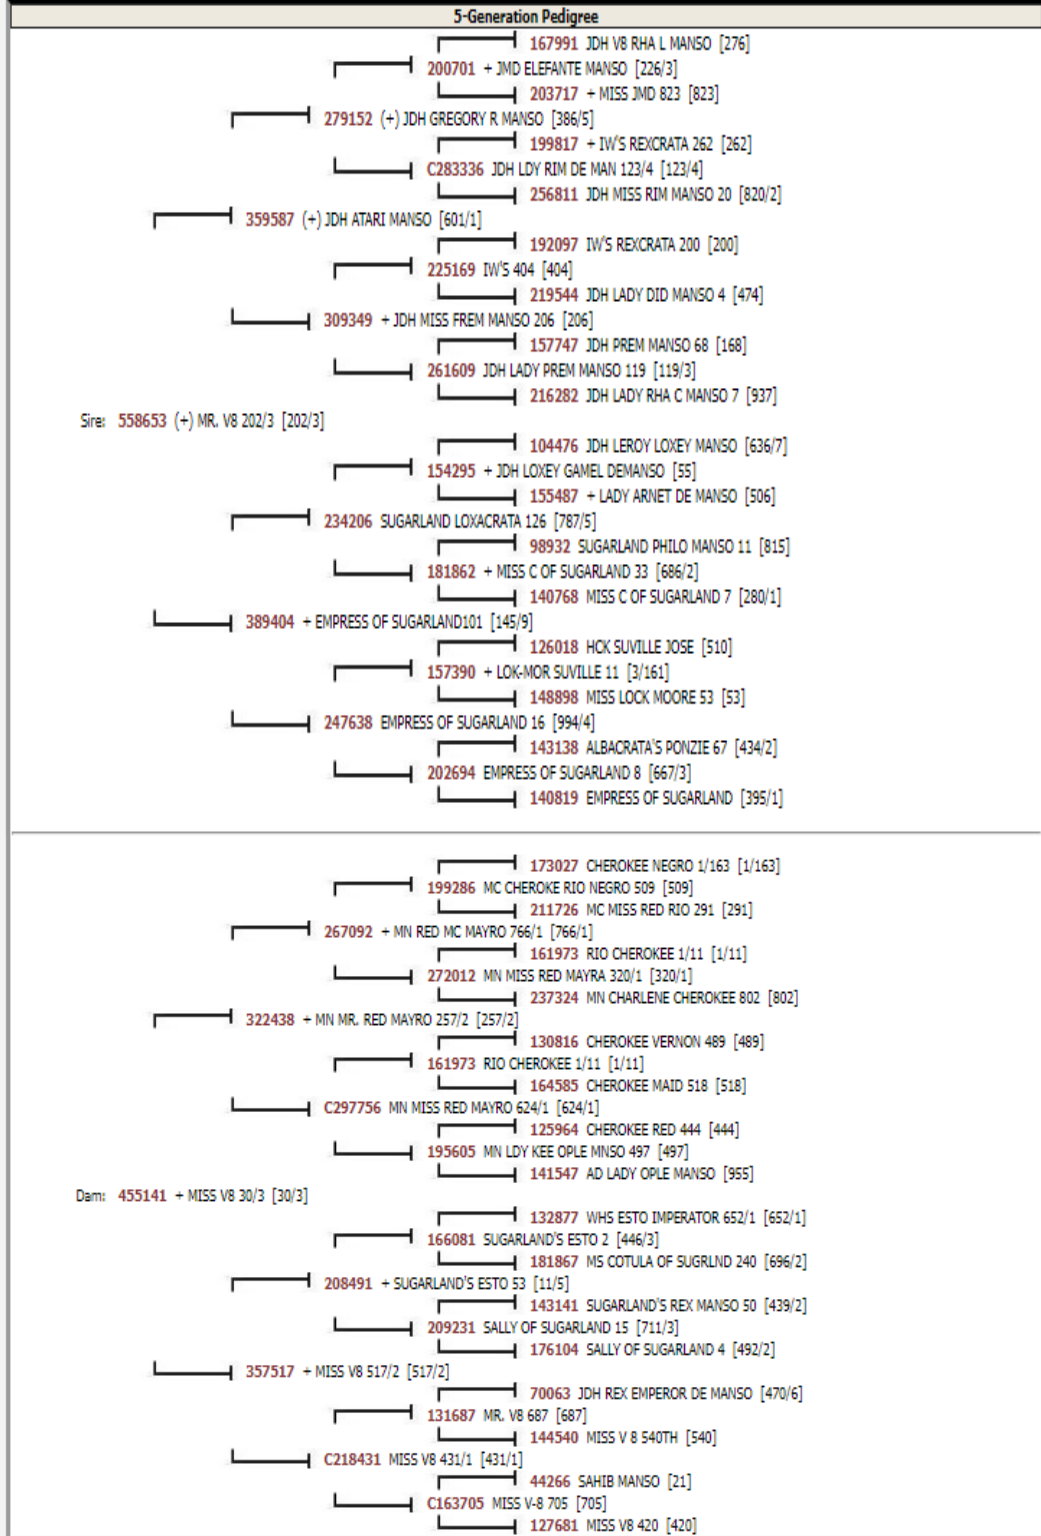 5-Generation Pedigree
167991 JDH V8 RHA L MANSO [276]
200701 + JMD ELEFANTE MANSO [226/3]
203717 + MISS JMD 823 [823]
279152 (+) JDH GREGORY R MANSO [386/5]
199817 + IW'S REXCRATA 262 [262]
C283336 JDH LDY RIM DE MAN 123/4 [123/4]
256811 JDH MISS RIM MANSO 20 [820/2]
359587 (+) JDH ATARI MANSO [601/1]
192097 IW'S REXCRATA 200 [200]
225169 IW'S 404 [404]
219544 JDH LADY DID MANSO 4 [474]
309349 + JDH MISS FREM MANSO 206 [206]
157747 JDH PREM MANSO 68 [168]
261609 JDH LADY PREM MANSO 119 [119/3]
216282 JDH LADY RHA C MANSO 7 [937]
Sire: 558653 (+) MR. V8 202/3 [202/3]
104476 JDH LEROY LOXEY MANSO [636/7]
154295 + JDH LOXEY GAMEL DEMANSO [55]
155487 + LADY ARNET DE MANSO [506]
234206 SUGARLAND LOXACRATA 126 [787/5]
98932 SUGARLAND PHILO MANSO 11 [815]
181862 + MISS C OF SUGARLAND 33 [686/2]
140768 MISS C OF SUGARLAND 7 [280/1]
389404 + EMPRESS OF SUGARLAND101 [145/9]
126018 HCK SUVILLE JOSE [510]
157390 + LOK-MOR SUVILLE 11 [3/161]
148898 MISS LOCK MOORE 53 [53]
247638 EMPRESS OF SUGARLAND 16 [994/4]
143138 ALBACRATA'S PONZIE 67 [434/2]
202694 EMPRESS OF SUGARLAND 8 [667/3]
140819 EMPRESS OF SUGARLAND [395/1]
173027 CHEROKEE NEGRO 1/163 [1/163]
199286 MC CHEROKE RIO NEGRO 509 [509]
211726 MC MISS RED RIO 291 [291]
267092 + MN RED MC MAYRO 766/1 [766/1]
161973 RIO CHEROKEE 1/11 [1/11]
272012 MN MISS RED MAYRA 320/1 [320/1]
237324 MN CHARLENE CHEROKEE 802 [802]
322438 + MN MR. RED MAYRO 257/2 [257/2]
130816 CHEROKEE VERNON 489 [489]
161973 RIO CHEROKEE 1/11 [1/11]
164585 CHEROKEE MAID 518 [518]
C297756 MN MISS RED MAYRO 624/1 [624/1]
125964 CHEROKEE RED 444 [444]
195605 MN LDY KEE OPLE MNSO 497 [497]
141547 AD LADY OPLE MANSO [955]
Dam: 455141 + MISS V8 30/3 [30/3]
132877 WHS ESTO IMPERATOR 652/1 [652/1]
166081 SUGARLAND'S ESTO 2 [446/3]
181867 MS COTULA OF SUGRLND 240 [696/2]
208491 + SUGARLAND'S ESTO 53 [11/5]
143141 SUGARLAND'S REX MANSO 50 [439/2]
209231 SALLY OF SUGARLAND 15 [711/3]
176104 SALLY OF SUGARLAND 4 [492/2]
357517 + MISS V8 517/2 [517/2]
70063 JDH REX EMPEROR DE MANSO [470/6]
131687 MR. V8 687 [687]
144540 MISS V 8 540TH [540]
C218431 MISS V8 431/1 [431/1]
44266 SAHIB MANSO [21]
C163705 MISS V-8 705 [705]
127681 MISS V8 420 [420]